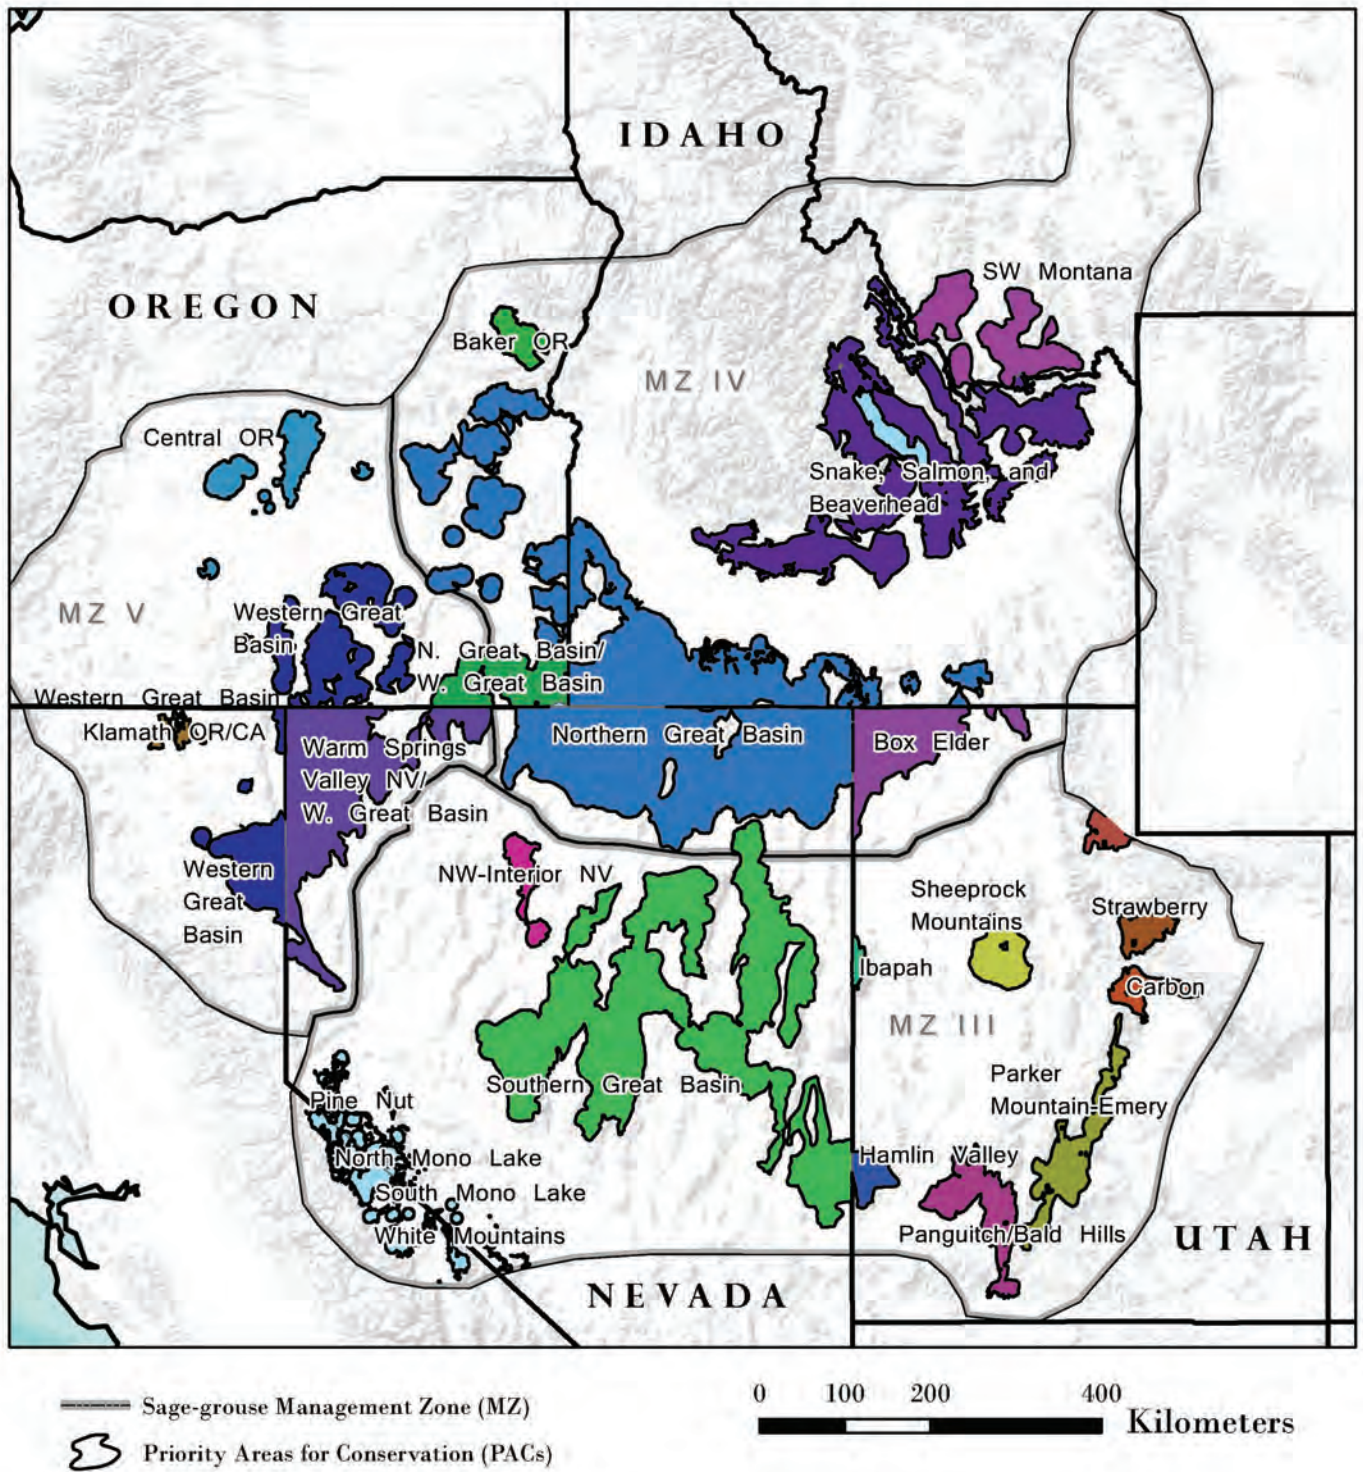 IDAHO
SW Montana
OREGON
Baker OR
MZ IV
Central OR
Snake, Salmon, and
Beaverhead
MZ V
Western Great
Basin
N. Great Basin/
W. Great Basin
Western Great Basin
Klamath OR/CA
Warm Springs
Valley NV/
W. Great Basin
Northern Great Basin
Box Elder
Western
Great
Basin
NW-Interior NV
Sheeprock
Mountains
Strawberry
Ibapah
Carbon
MZ III
Southern Great Basin
Parker
Mountain-Emery
Pine Nut
North Mono Lake
South Mono Lake
White Mountains
Hamlin Valley
Panguitch/Bald Hills
UTAH
NEVADA
Sage-grouse Management Zone (MZ)
Priority Areas for Conservation (PACs)
0 100 200 400
Kilometers